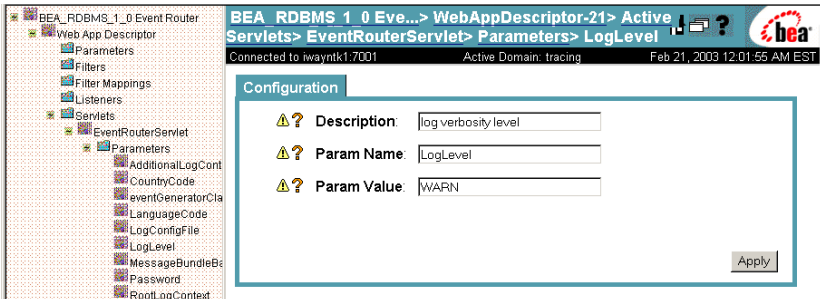 BEA_RDBMS_1_0 Event Router
Web App Descriptor
Parameters
Filters
Filter Mappings
Listeners
Servlets
EventRouterServlet
Parameters
AdditionalLogCont
CountryCode
eventGeneratorCla
LanguageCode
LogConfigFile
LogLevel
MessageBundleBa
Password
RootLogContext
BEA_RDBMS_1_0 Eve...> WebAppDescriptor-21> Active
Servlets> EventRouterServlet> Parameters> LogLevel
? bea
Connected to iwayntk1:7001 Active Domain: tracing Feb 21, 2003 12:01:55 AM EST
Configuration
? Description: log verbosity level
? Param Name: LogLevel
? Param Value: WARN
Apply